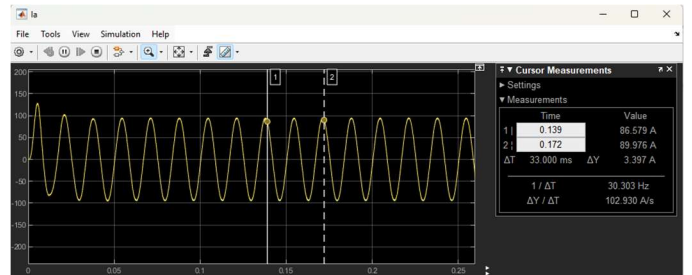 Ia
File Tools View Simulation Help
1 2
200
150
100
50
0
-50
-100
-150
-200
0 0.05 0.1 0.15 0.2 0.25
Cursor Measurements
Settings
Measurements
Time Value
1 0.139 86.579 A
2 0.172 89.976 A
ΔT 33.000 ms ΔY 3.397 A
1 / ΔT 30.303 Hz
ΔY / ΔT 102.930 A/s